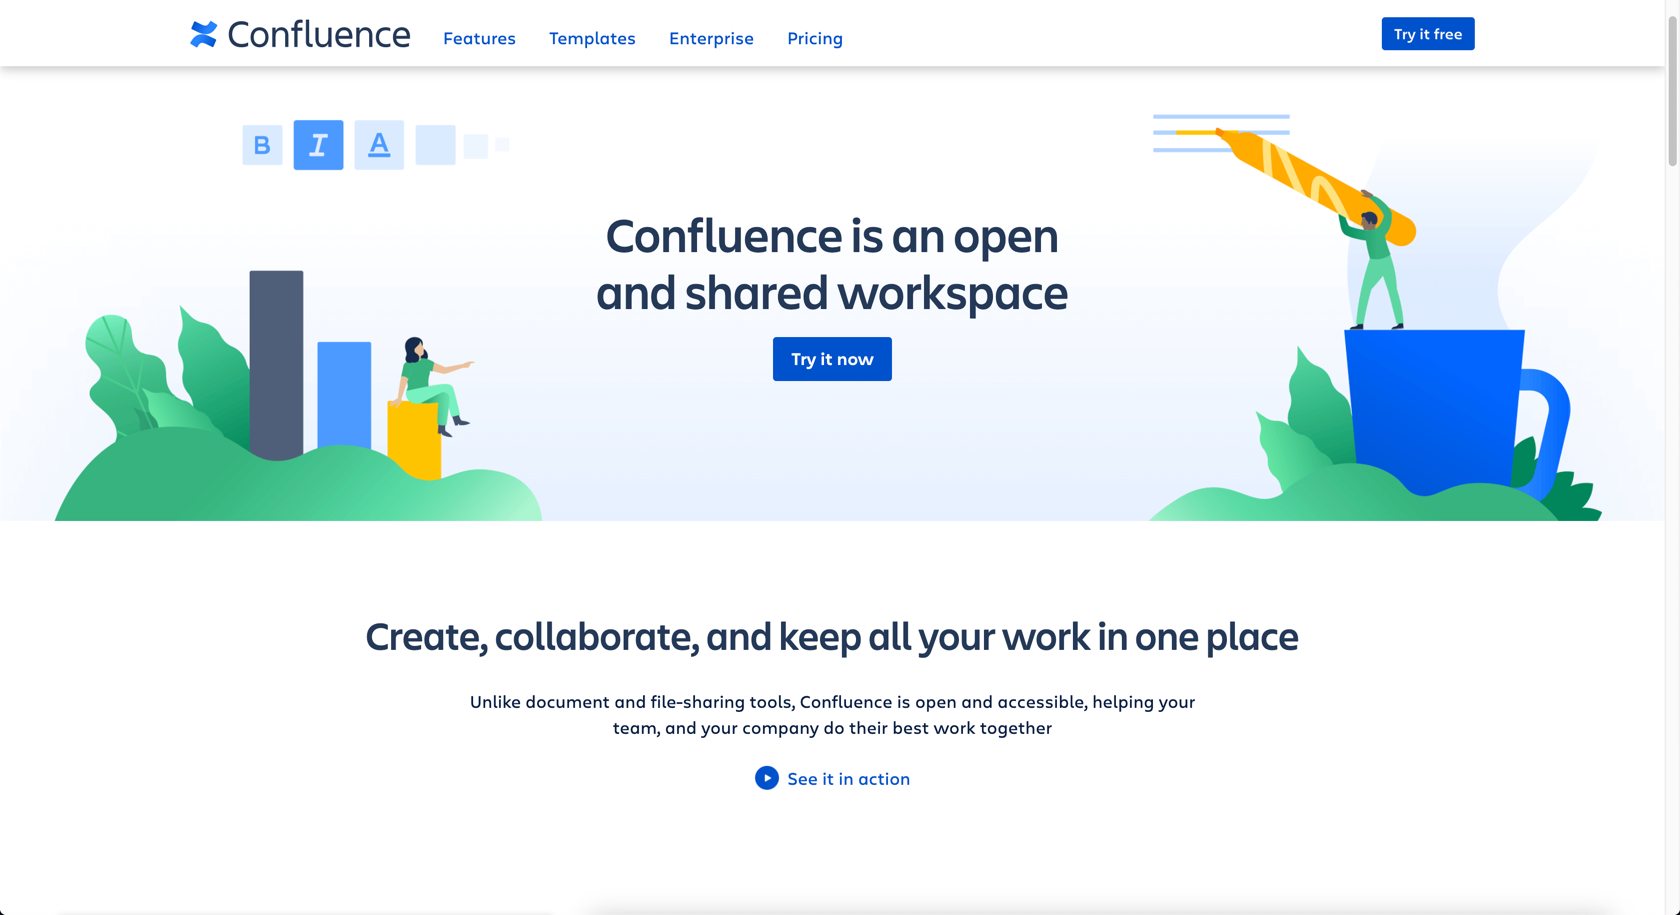 Confluence
Features
Templates
Enterprise
Pricing
Try it free
B
I
A
Confluence is an open
and shared workspace
Try it now
Create, collaborate, and keep all your work in one place
Unlike document and file-sharing tools, Confluence is open and accessible, helping your
team, and your company do their best work together
See it in action